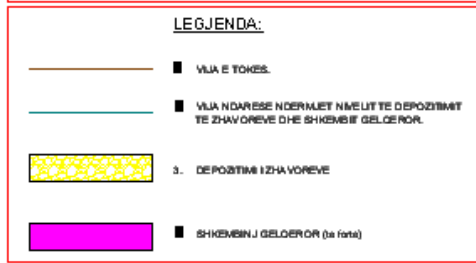 LEGJENDA:
VIJA E TOKES.
VIJA NDARESE NDERMJET NIVELIT TE DEPOZITIMIT
TE ZHAVOREVE DHE SHKEMBIT GELQEROR.
3. DEPOZITIMI I ZHAVOREVE
SHKEMBINJ GELQEROR (te forte)